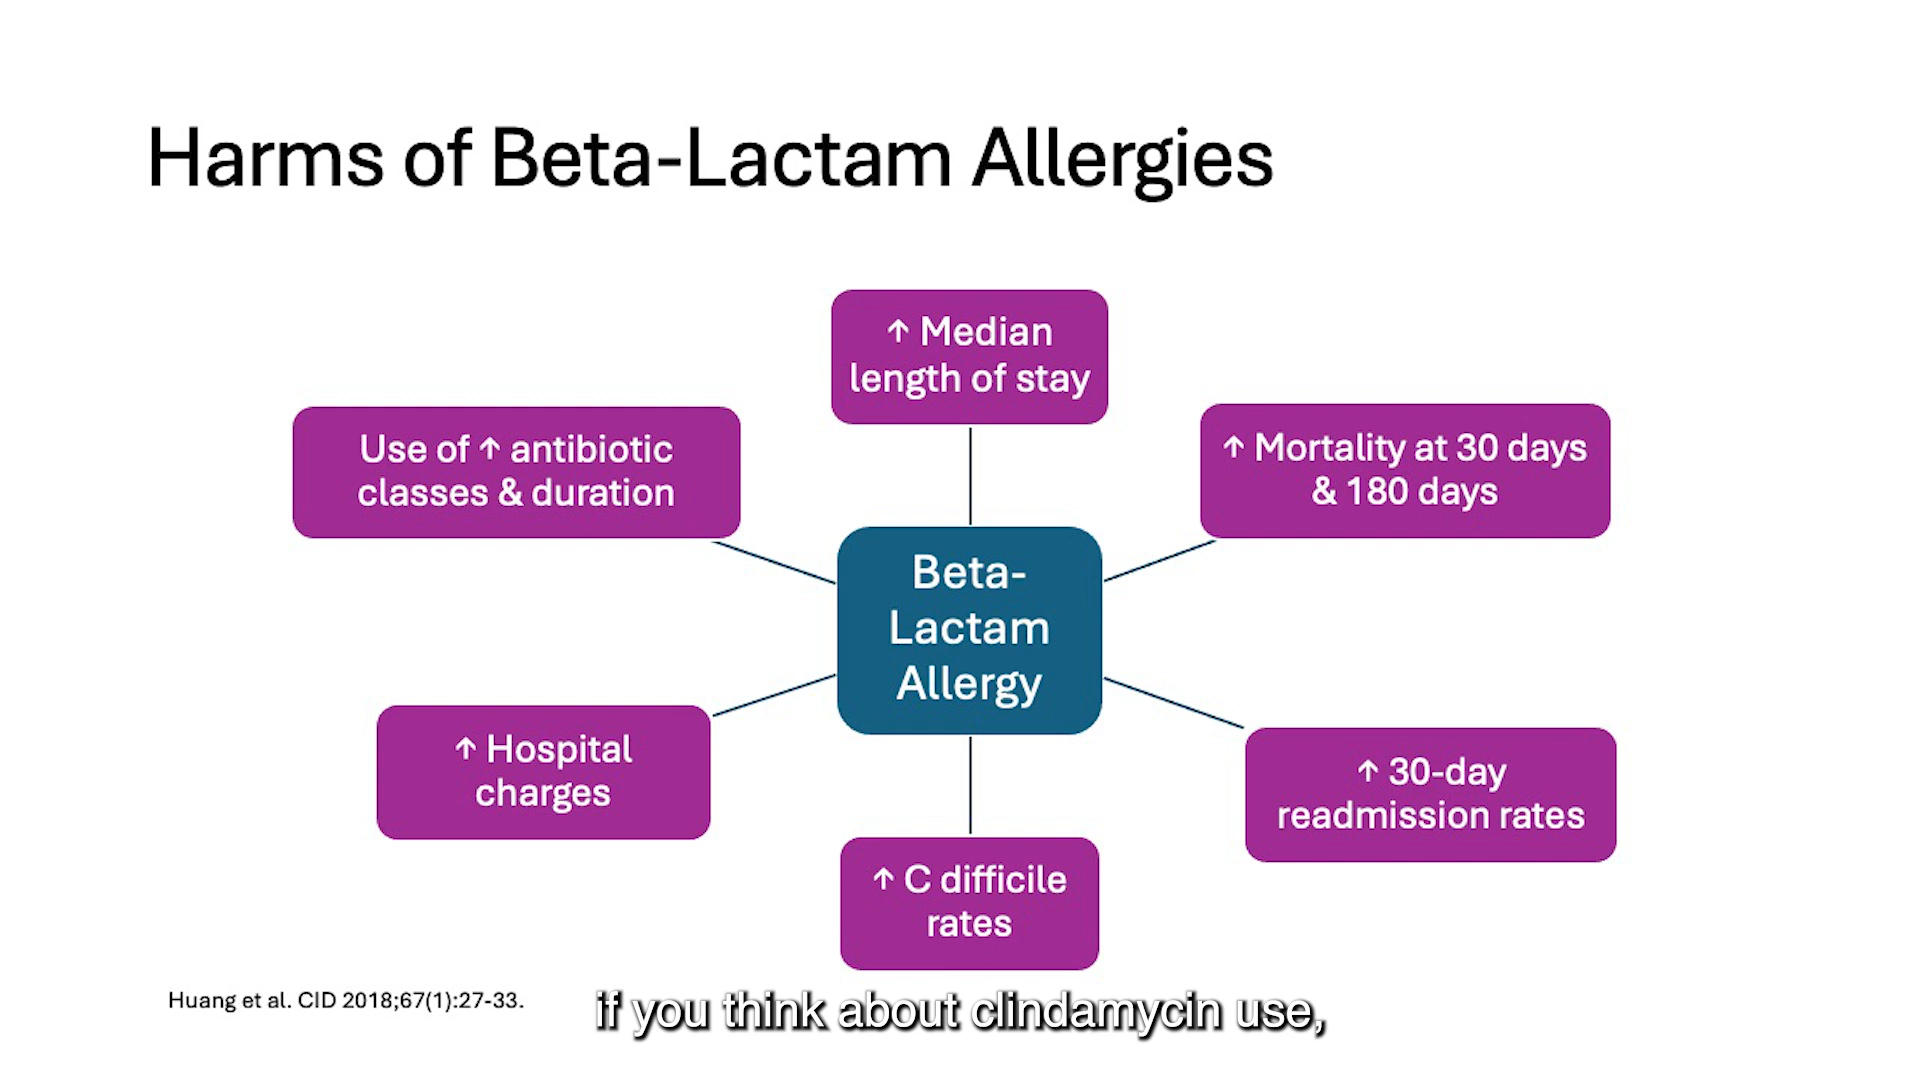 Harms of Beta-Lactam Allergies
↑ Median
length of stay
Use of ↑ antibiotic
classes & duration
↑ Mortality at 30 days
& 180 days
Beta-
Lactam
Allergy
↑ Hospital
charges
↑ 30-day
readmission rates
↑ C difficile
rates
Huang et al. CID 2018;67(1):27-33.
if you think about clindamycin use,